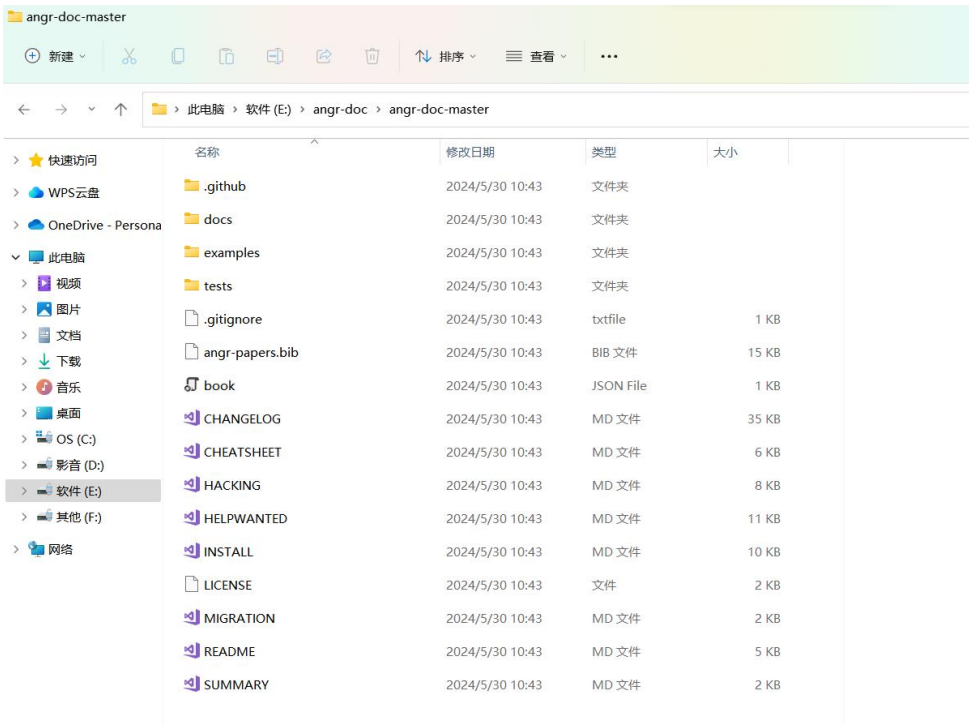 angr-doc-master
新建
排序
查看
此电脑 > 软件 (E:) > angr-doc > angr-doc-master
快速访问
WPS云盘
OneDrive - Persona
此电脑
视频
图片
文档
下载
音乐
桌面
OS (C:)
影音 (D:)
软件 (E:)
其他 (F:)
网络
名称 修改日期 类型 大小
.github 2024/5/30 10:43 文件夹
docs 2024/5/30 10:43 文件夹
examples 2024/5/30 10:43 文件夹
tests 2024/5/30 10:43 文件夹
.gitignore 2024/5/30 10:43 txtfile 1 KB
angr-papers.bib 2024/5/30 10:43 BIB 文件 15 KB
book 2024/5/30 10:43 JSON File 1 KB
CHANGELOG 2024/5/30 10:43 MD 文件 35 KB
CHEATSHEET 2024/5/30 10:43 MD 文件 6 KB
HACKING 2024/5/30 10:43 MD 文件 8 KB
HELPWANTED 2024/5/30 10:43 MD 文件 11 KB
INSTALL 2024/5/30 10:43 MD 文件 10 KB
LICENSE 2024/5/30 10:43 文件 2 KB
MIGRATION 2024/5/30 10:43 MD 文件 2 KB
README 2024/5/30 10:43 MD 文件 5 KB
SUMMARY 2024/5/30 10:43 MD 文件 2 KB